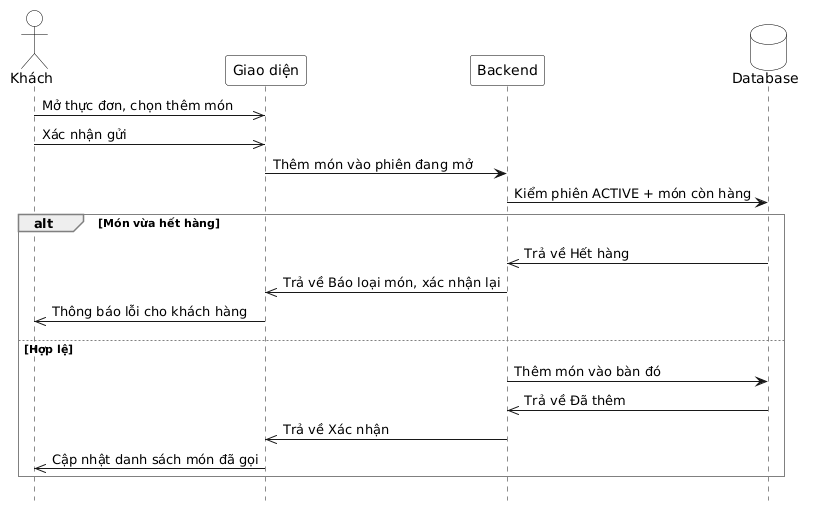 Khách
Giao diện
Backend
Database
Mở thực đơn, chọn thêm món
Xác nhận gửi
Thêm món vào phiên đang mở
Kiểm phiên ACTIVE + món còn hàng
alt [Món vừa hết hàng]
Trả về Hết hàng
Trả về Báo loại món, xác nhận lại
Thông báo lỗi cho khách hàng
[Hợp lệ]
Thêm món vào bàn đó
Trả về Đã thêm
Trả về Xác nhận
Cập nhật danh sách món đã gọi